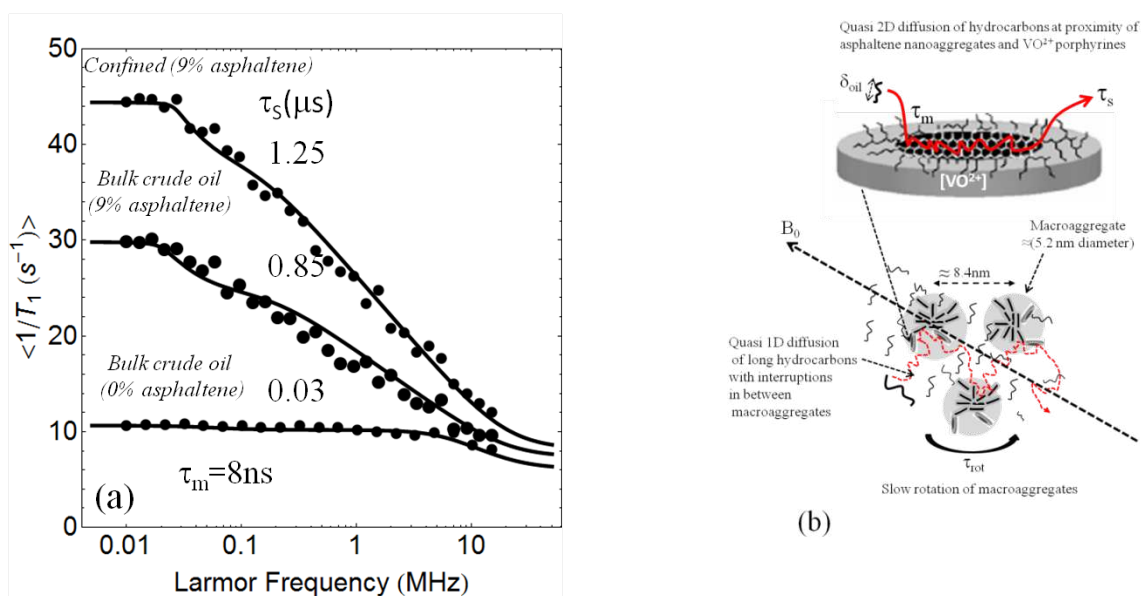 50
40
30
20
10
0
<1/T₁ (s⁻¹)>
Confined (9% asphaltene)
τS(μs)
1.25
Bulk crude oil
(9% asphaltene)
0.85
Bulk crude oil
(0% asphaltene)
0.03
τm=8ns
(a)
0.01
0.1
1
10
Larmor Frequency (MHz)
Quasi 2D diffusion of hydrocarbons at proximity of
asphaltene nanoaggregates and VO²⁺ porphyrines
δoil
τm
τs
[VO²⁺]
B₀
Macroaggregate
≈(5.2 nm diameter)
≈ 8.4nm
Quasi 1D diffusion
of long hydrocarbons
with interruptions
in between
macroaggregates
τrot
Slow rotation of macroaggregates
(b)